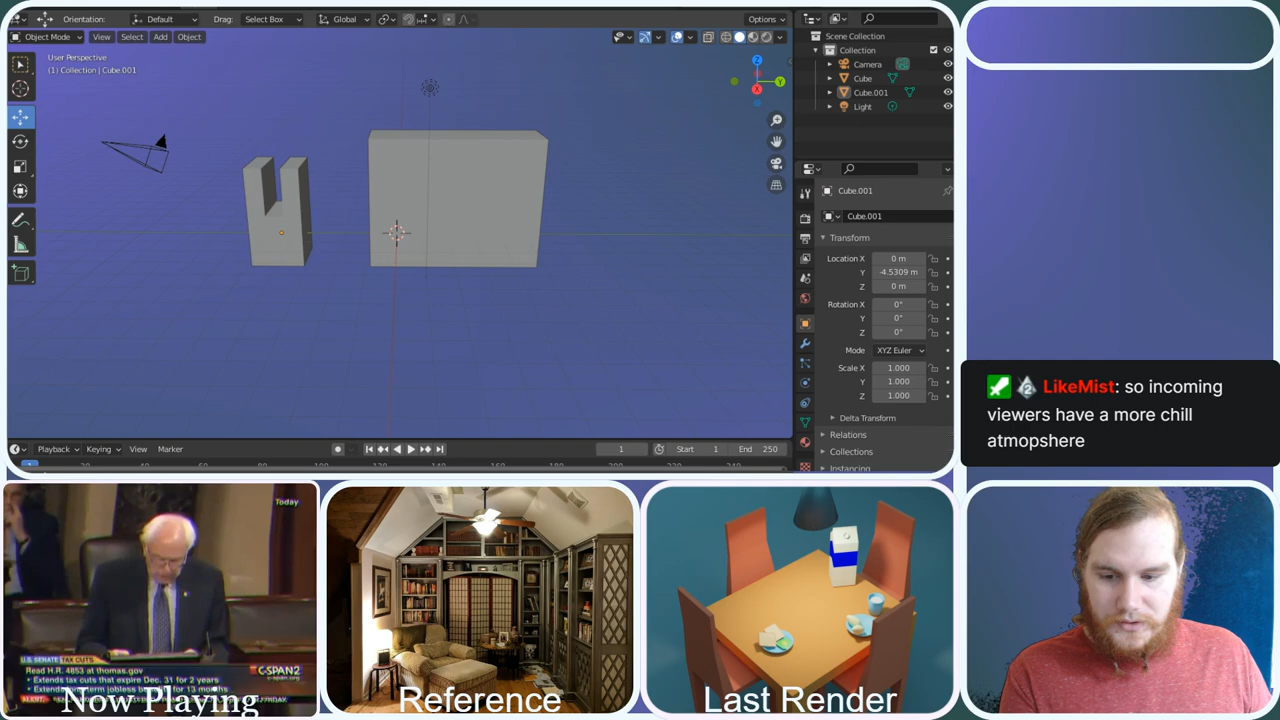 Orientation:
Default
Drag:
Select Box
Global
Options
Object Mode
View
Select
Add
Object
User Perspective
(1) Collection | Cube.001
Z
Y
X
Scene Collection
Collection
Camera
Cube
Cube.001
Light
Cube.001
Cube.001
Transform
Location X
0 m
Y
-4.5309 m
Z
0 m
Rotation X
0°
Y
0°
Z
0°
Mode
XYZ Euler
Scale X
1.000
Y
1.000
Z
1.000
Delta Transform
Relations
Collections
Instancing
Playback
Keying
View
Marker
1
Start
1
End
250
2
LikeMist: so incoming
viewers have a more chill
atmopshere
Today
U.S. SENATE TAX CUTS
Read H.R. 4853 at thomas.gov
Extends tax cuts that expire Dec. 31 for 2 years
C-SPAN2
c-span.org
Now Playing
Reference
Last Render